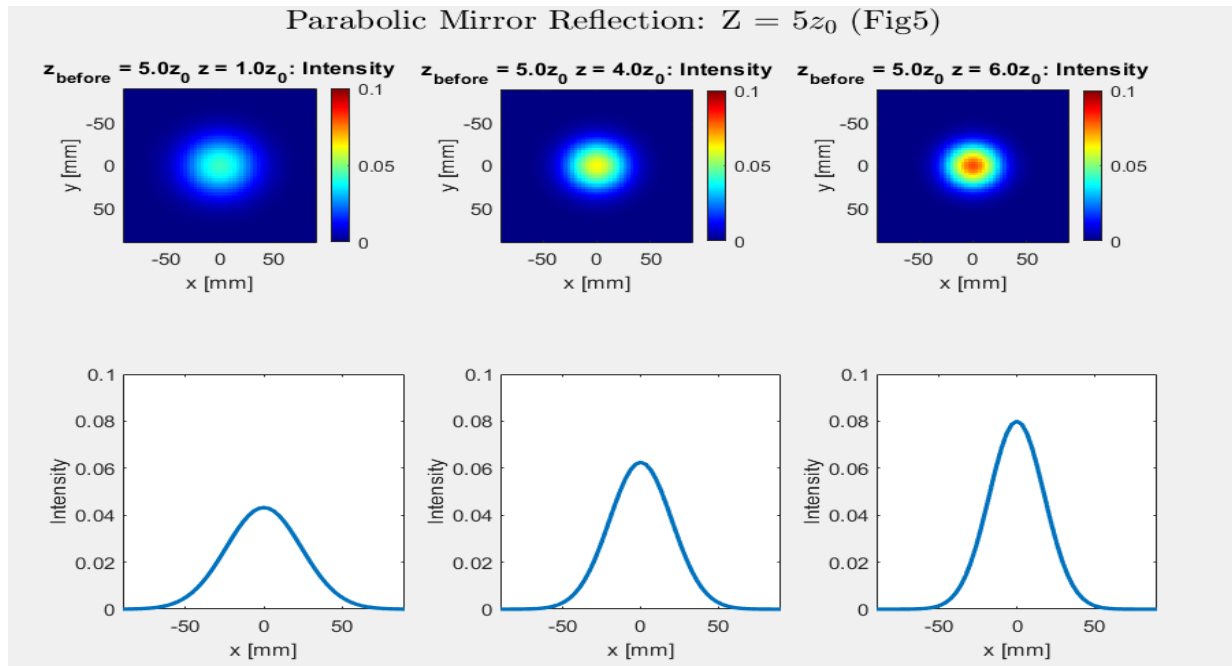 Parabolic Mirror Reflection: Z = 5z₀ (Fig5)
z_before = 5.0z₀ z = 1.0z₀: Intensity
0.1
0.05
0
-50
0
50
y [mm]
-50 0 50
x [mm]
z_before = 5.0z₀ z = 4.0z₀: Intensity
0.1
0.05
0
-50
0
50
y [mm]
-50 0 50
x [mm]
z_before = 5.0z₀ z = 6.0z₀: Intensity
0.1
0.05
0
-50
0
50
y [mm]
-50 0 50
x [mm]
0.1
0.08
0.06
0.04
0.02
0
Intensity
-50 0 50
x [mm]
0.1
0.08
0.06
0.04
0.02
0
Intensity
-50 0 50
x [mm]
0.1
0.08
0.06
0.04
0.02
0
Intensity
-50 0 50
x [mm]